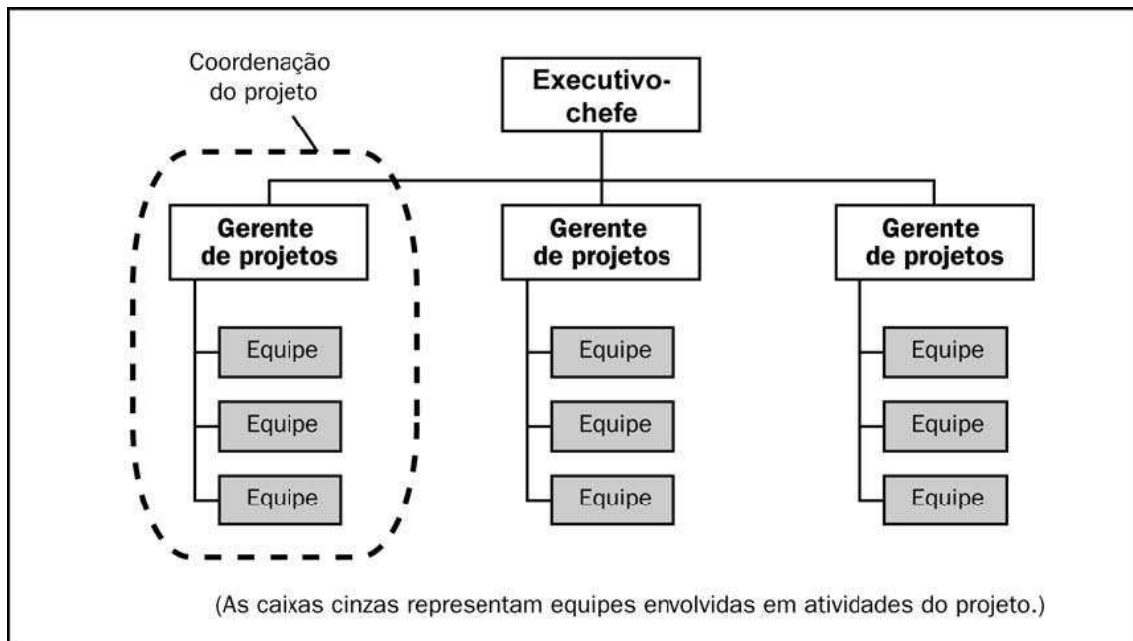 Coordenação
do projeto
Executivo-
chefe
Gerente
de projetos
Gerente
de projetos
Gerente
de projetos
Equipe
Equipe
Equipe
Equipe
Equipe
Equipe
Equipe
Equipe
Equipe
(As caixas cinzas representam equipes envolvidas em atividades do projeto.)